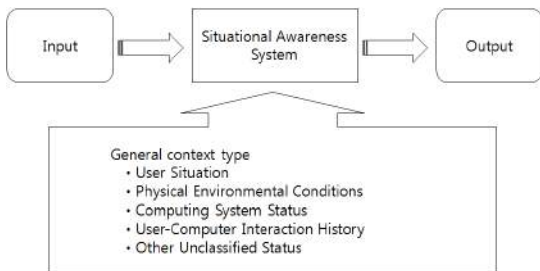 Input
Situational Awareness
System
Output
General context type
• User Situation
• Physical Environmental Conditions
• Computing System Status
• User-Computer Interaction History
• Other Unclassified Status